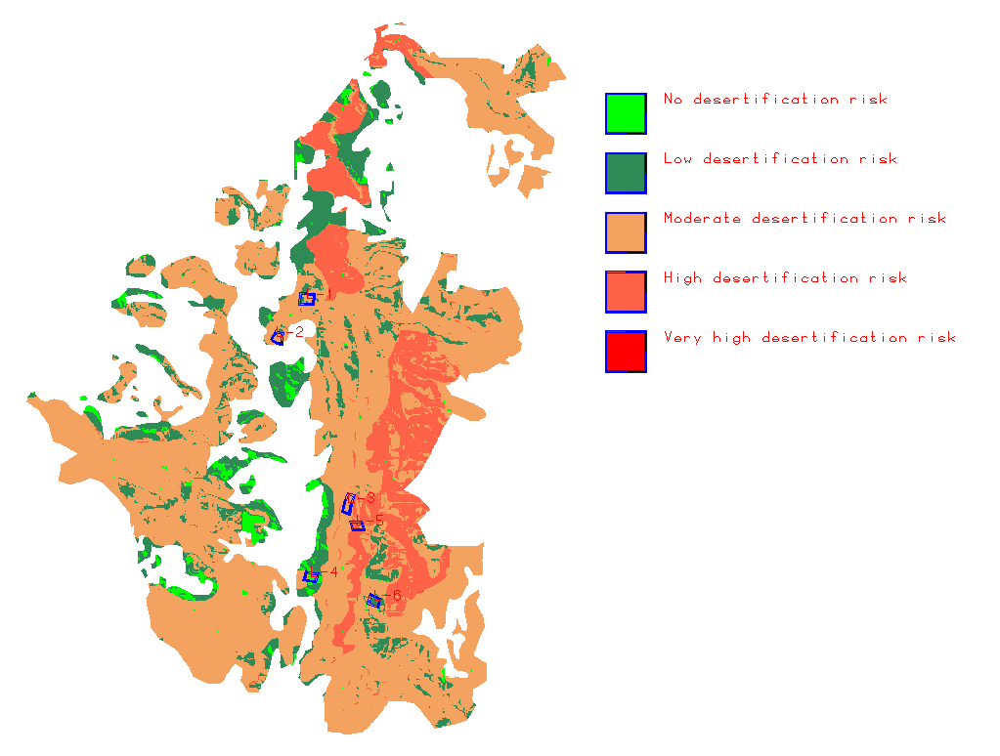 No desertification risk
Low desertification risk
Moderate desertification risk
High desertification risk
1
-2
Very high desertification risk
-3
-5
-4
-6